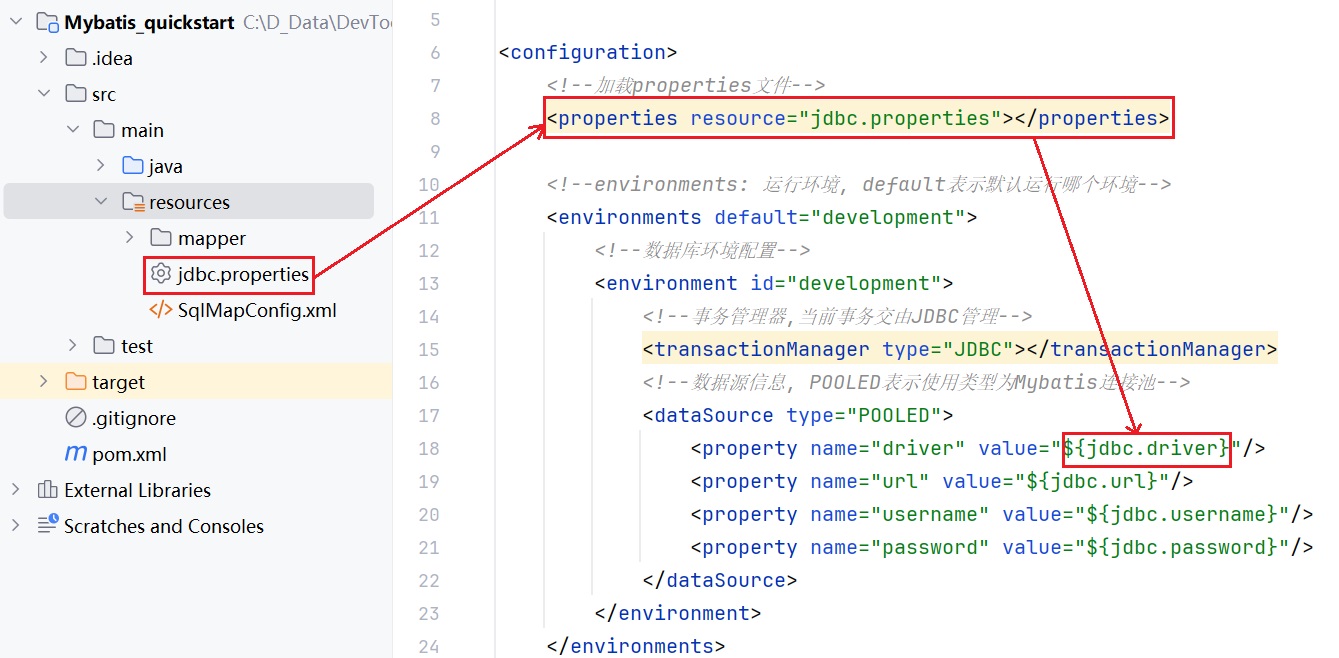 Mybatis_quickstart C:\D_Data\DevToo
.idea
src
main
java
resources
mapper
jdbc.properties
SqlMapConfig.xml
test
target
.gitignore
pom.xml
External Libraries
Scratches and Consoles
5
6 <configuration>
7 <!--加载properties文件-->
8 <properties resource="jdbc.properties"></properties>
9
10 <!--environments: 运行环境, default表示默认运行哪个环境-->
11 <environments default="development">
12 <!--数据库环境配置-->
13 <environment id="development">
14 <!--事务管理器,当前事务交由JDBC管理-->
15 <transactionManager type="JDBC"></transactionManager>
16 <!--数据源信息, POOLED表示使用类型为Mybatis连接池-->
17 <dataSource type="POOLED">
18 <property name="driver" value="${jdbc.driver}"/>
19 <property name="url" value="${jdbc.url}"/>
20 <property name="username" value="${jdbc.username}"/>
21 <property name="password" value="${jdbc.password}"/>
22 </dataSource>
23 </environment>
24 </environments>